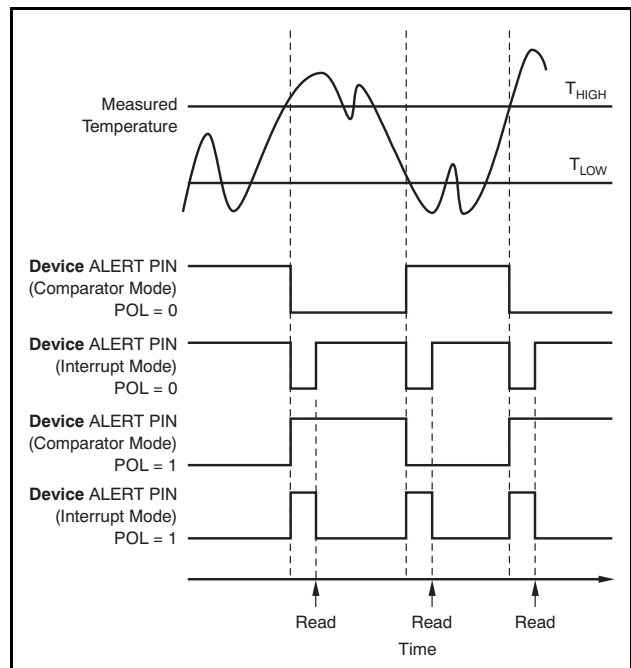 Measured
Temperature
THIGH
TLOW
Device ALERT PIN
(Comparator Mode)
POL = 0
Device ALERT PIN
(Interrupt Mode)
POL = 0
Device ALERT PIN
(Comparator Mode)
POL = 1
Device ALERT PIN
(Interrupt Mode)
POL = 1
Read Read Read
Time